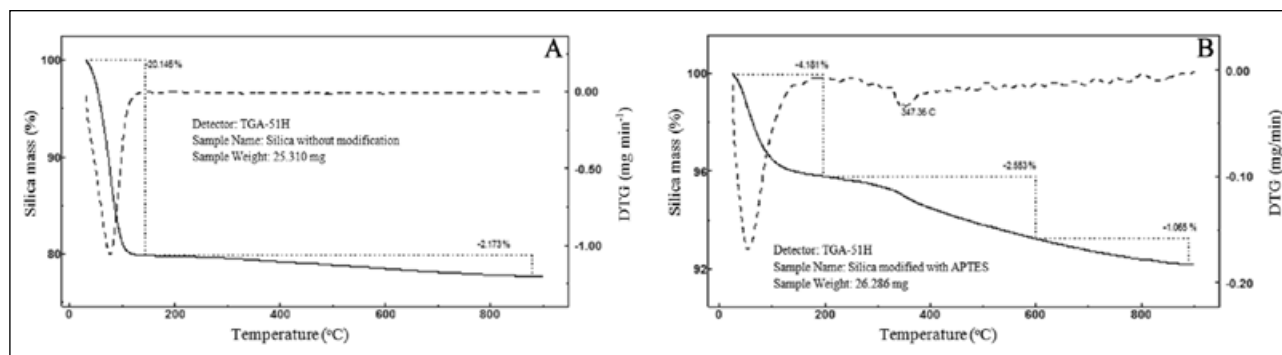 A
-20.146%
100
90
80
Silica mass (%)
Detector: TGA-51H
Sample Name: Silica without modification
Sample Weight: 25.310 mg
-2.173%
0.00
-0.50
-1.00
DTG (mg min⁻¹)
0 200 400 600 800
Temperature (°C)
B
-4.181%
100
96
92
Silica mass (%)
347.36 C
-2.553%
-1.065%
Detector: TGA-51H
Sample Name: Silica modified with APTES
Sample Weight: 26.286 mg
0.00
-0.10
-0.20
DTG (mg/min)
0 200 400 600 800
Temperature (°C)